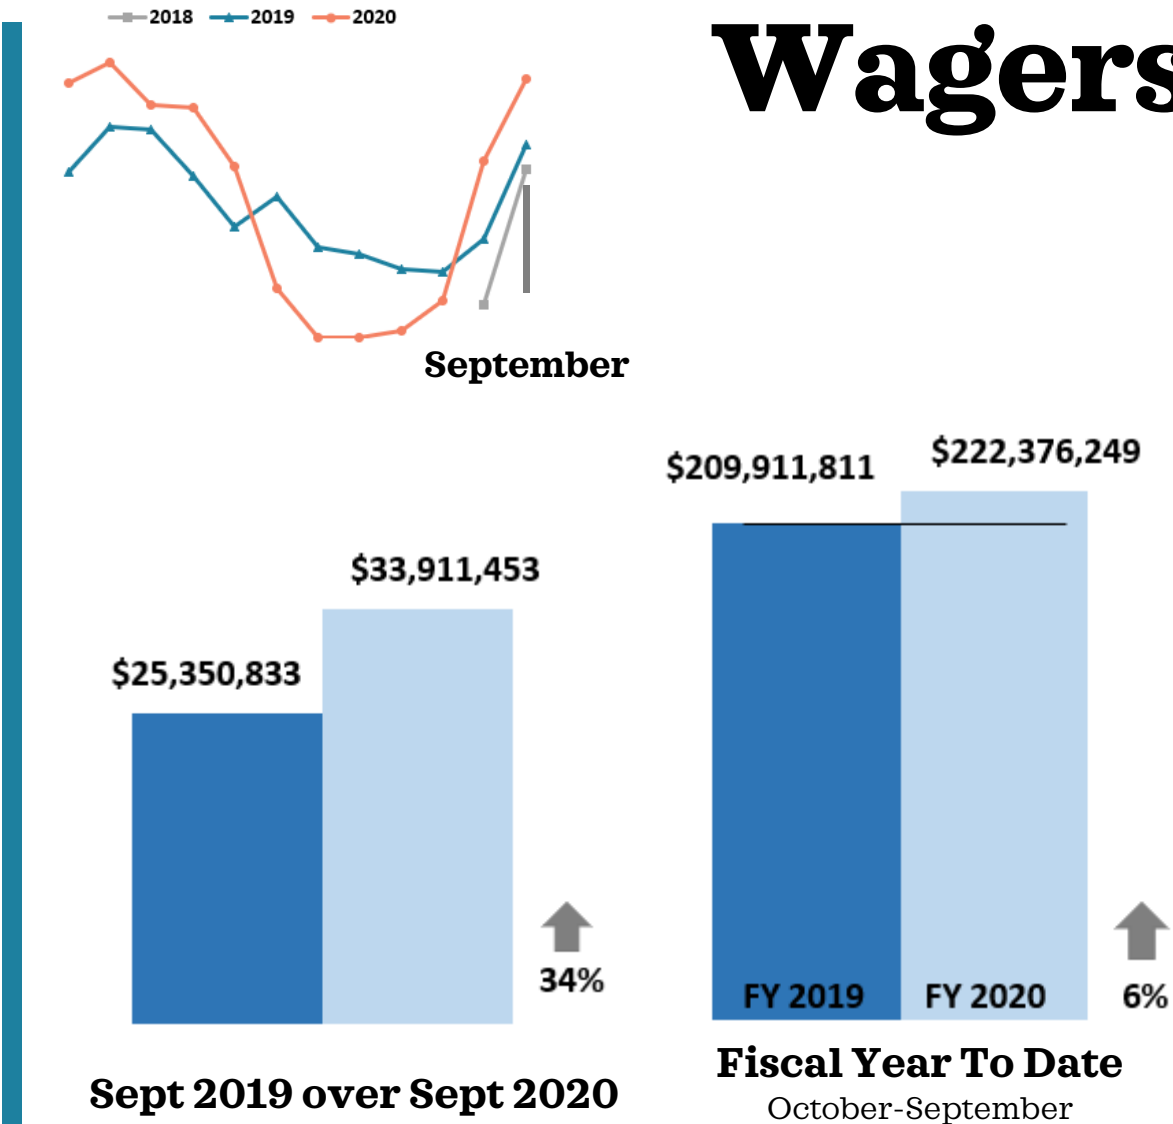 2018 2019 2020
Wagers
September
$209,911,811
$222,376,249
$33,911,453
$25,350,833
34%
FY 2019
FY 2020
6%
Sept 2019 over Sept 2020
Fiscal Year To Date
October-September